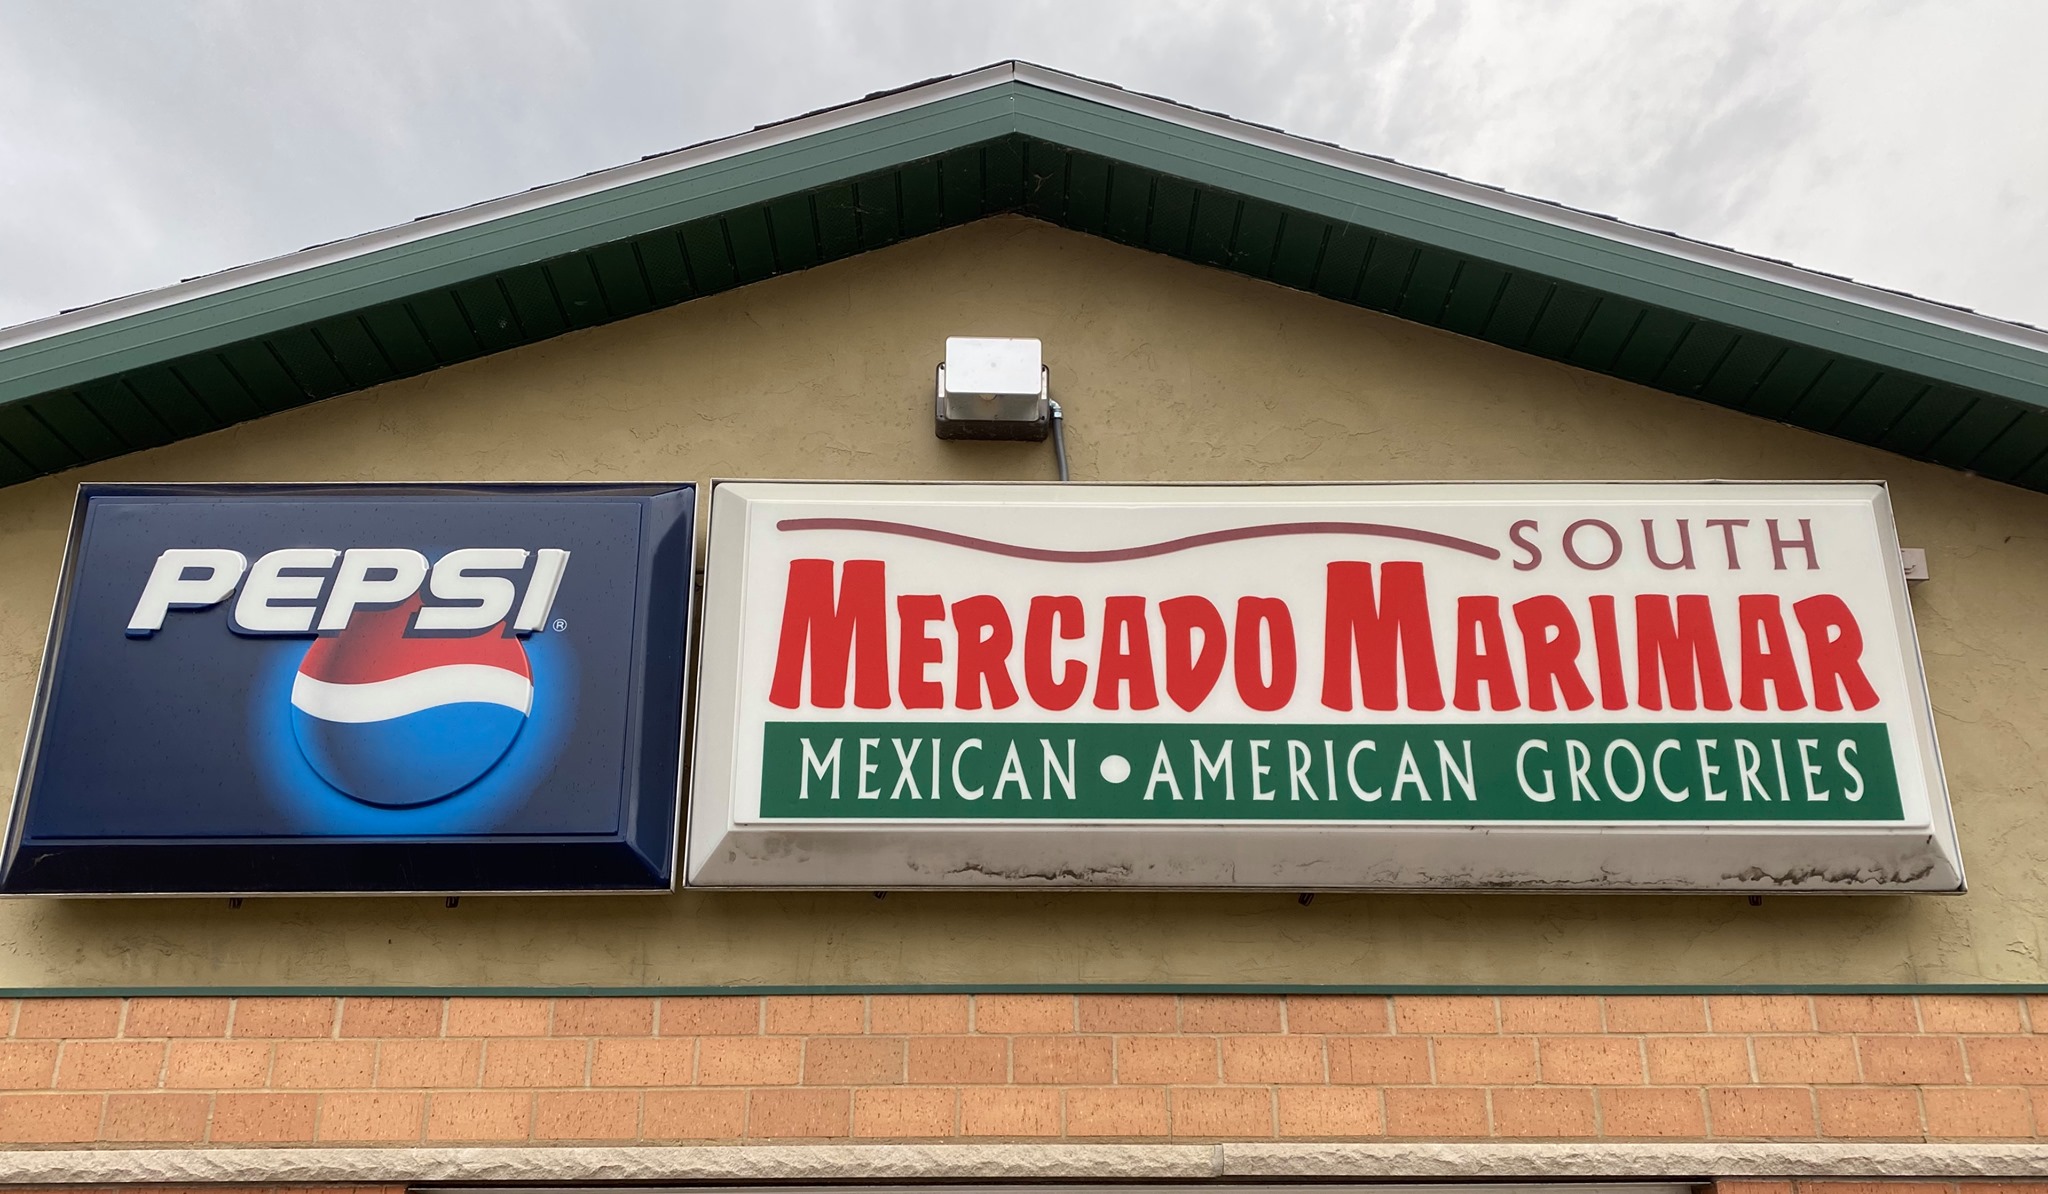 PEPSI®
SOUTH
MERCADO MARIMAR
MEXICAN • AMERICAN GROCERIES